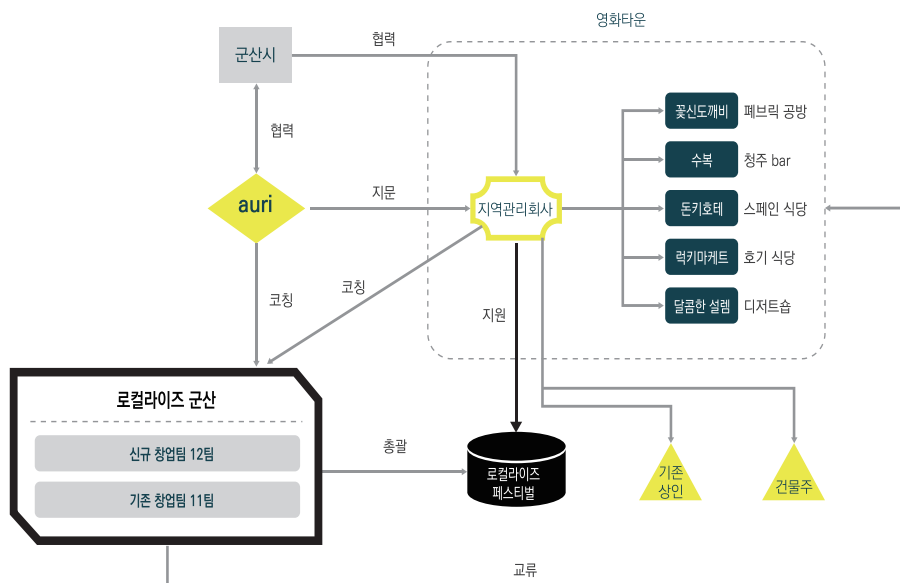 영화타운
협력
군산시
꽃신도깨비 폐브릭 공방
협력
수복 청주 bar
auri
지문
지역관리회사
돈키호테 스페인 식당
럭키마케트 호기 식당
코칭
코칭
지원
달콤한 설렘 디저트숍
로컬라이즈 군산
신규 창업팀 12팀
기존 창업팀 11팀
총괄
로컬라이즈
페스티벌
기존
상인
건물주
교류